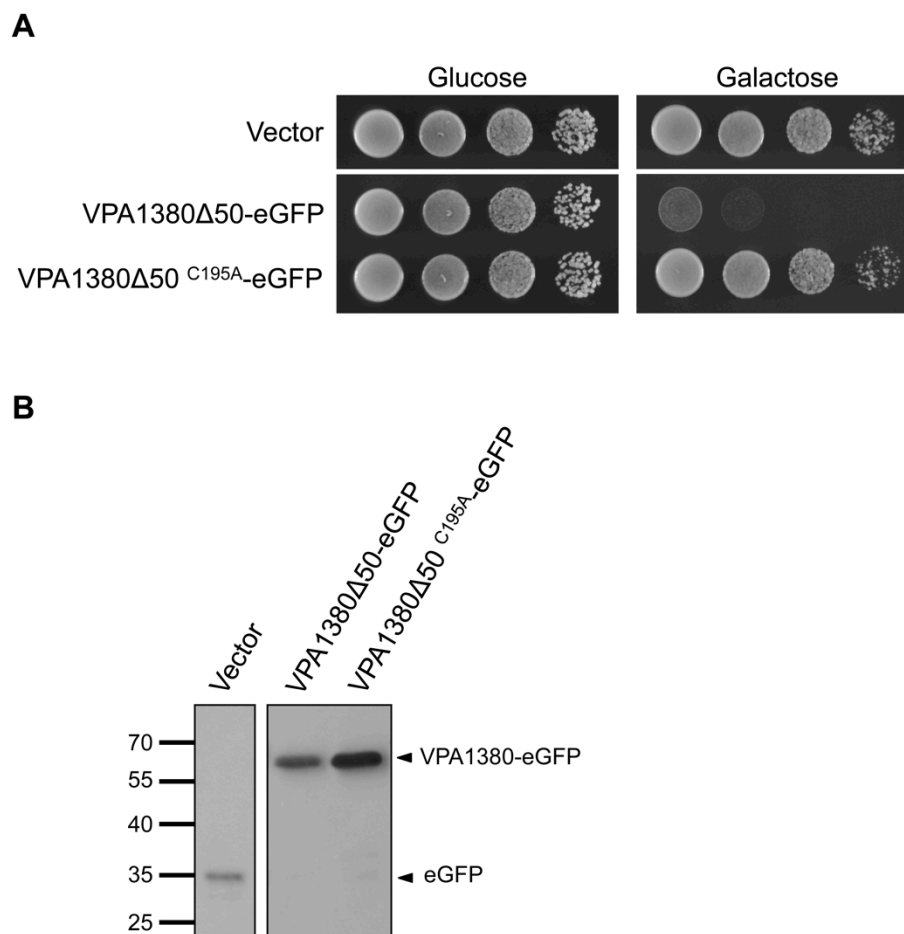 A
Glucose Galactose
Vector
VPA1380Δ50-eGFP
VPA1380Δ50 C195A-eGFP
B
Vector
VPA1380Δ50-eGFP
VPA1380Δ50 C195A-eGFP
70
VPA1380-eGFP
55
40
35
eGFP
25